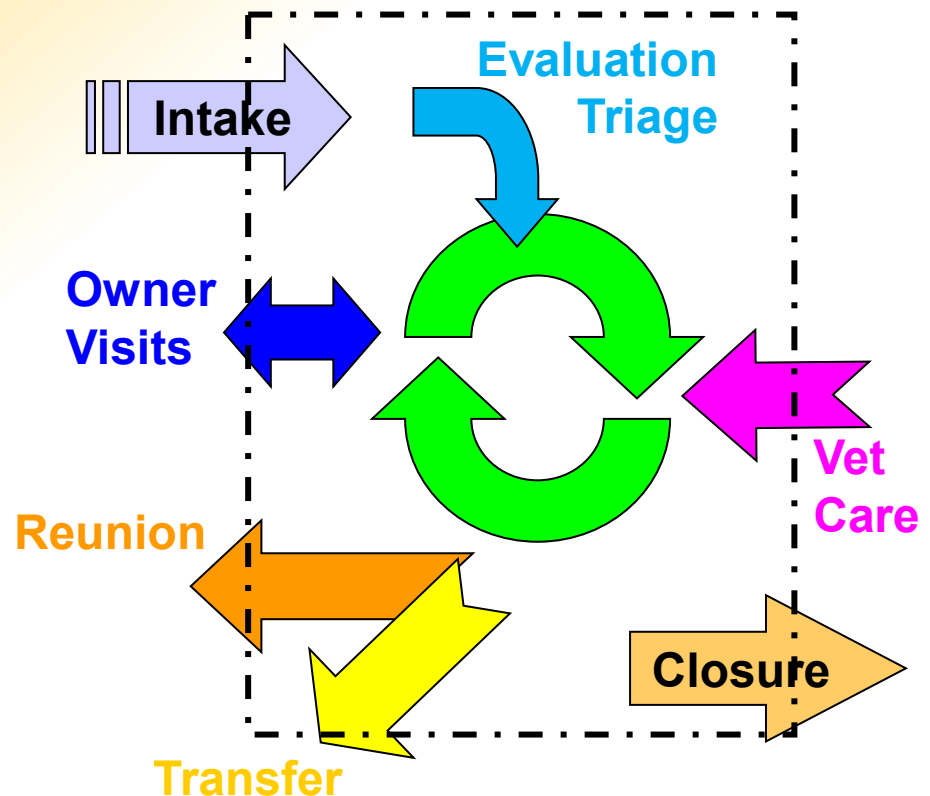 Evaluation
Triage
Intake
Owner
Visits
Vet
Care
Reunion
Closure
Transfer